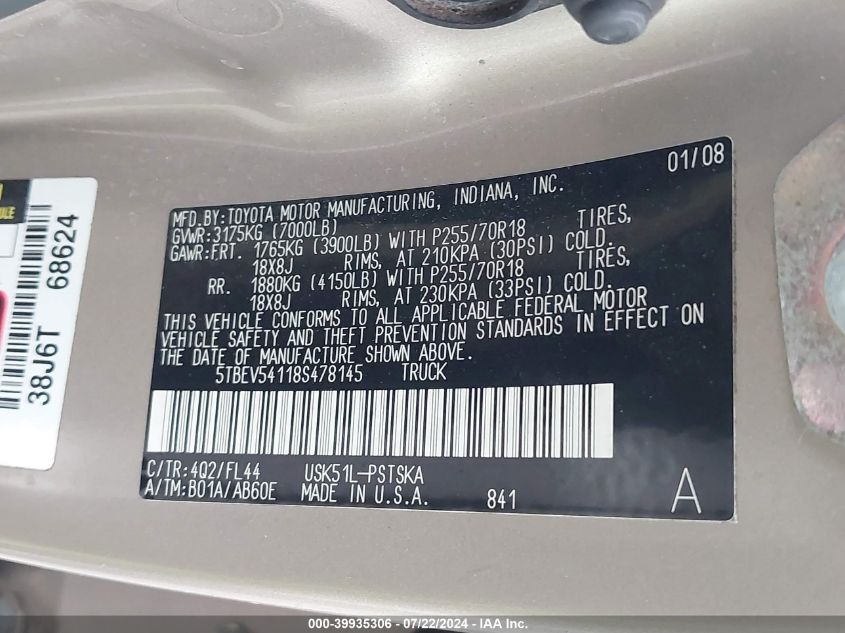 ULE
68624
38J6T
01/08
MFD.BY:TOYOTA MOTOR MANUFACTURING, INDIANA, INC.
GVWR:3175KG (7000LB)
GAWR:FRT. 1765KG (3900LB) WITH P255/70R18 TIRES,
18X8J RIMS, AT 210KPA (30PSI) COLD.
RR. 1880KG (4150LB) WITH P255/70R18 TIRES,
18X8J RIMS, AT 230KPA (33PSI) COLD.
THIS VEHICLE CONFORMS TO ALL APPLICABLE FEDERAL MOTOR
VEHICLE SAFETY AND THEFT PREVENTION STANDARDS IN EFFECT ON
THE DATE OF MANUFACTURE SHOWN ABOVE.
5TBEV54118S478145 TRUCK
C/TR:4Q2/FL44 USK51L-PSTSKA
A/TM:B01A/AB60E MADE IN U.S.A. 841 A
000-39935306 - 07/22/2024 - IAA Inc.